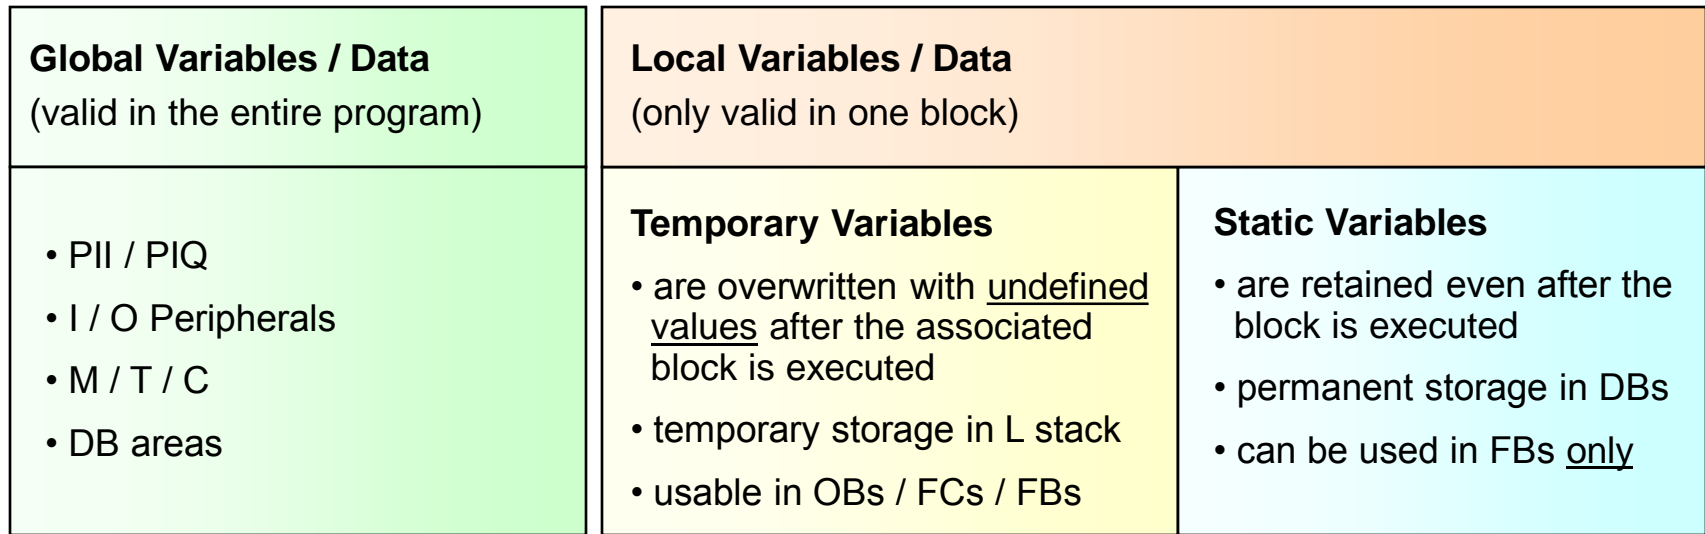 Global Variables / Data
(valid in the entire program)
• PII / PIQ
• I / O Peripherals
• M / T / C
• DB areas
Local Variables / Data
(only valid in one block)
Temporary Variables
• are overwritten with undefined
values after the associated
block is executed
• temporary storage in L stack
• usable in OBs / FCs / FBs
Static Variables
• are retained even after the
block is executed
• permanent storage in DBs
• can be used in FBs only